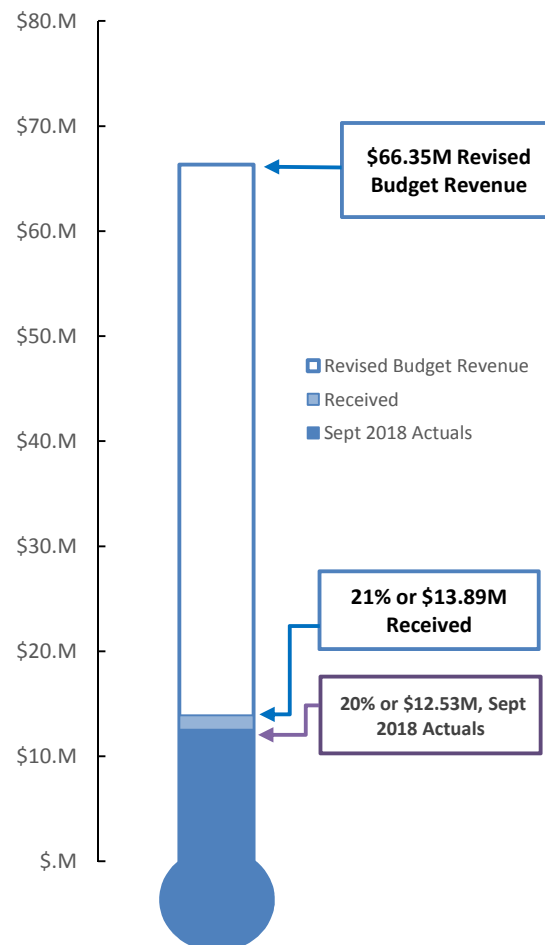 $80.M
$70.M
$66.35M Revised
Budget Revenue
$60.M
$50.M
Revised Budget Revenue
Received
Sept 2018 Actuals
$40.M
$30.M
21% or $13.89M
Received
$20.M
20% or $12.53M, Sept
2018 Actuals
$10.M
$.M